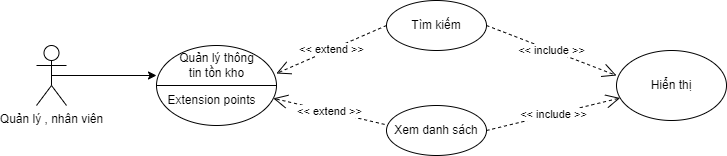 Tìm kiếm
<< extend >>
<< include >>
Quản lý thông
tin tồn kho
Extension points
Hiển thị
Quản lý , nhân viên
<< extend >>
<< include >>
Xem danh sách